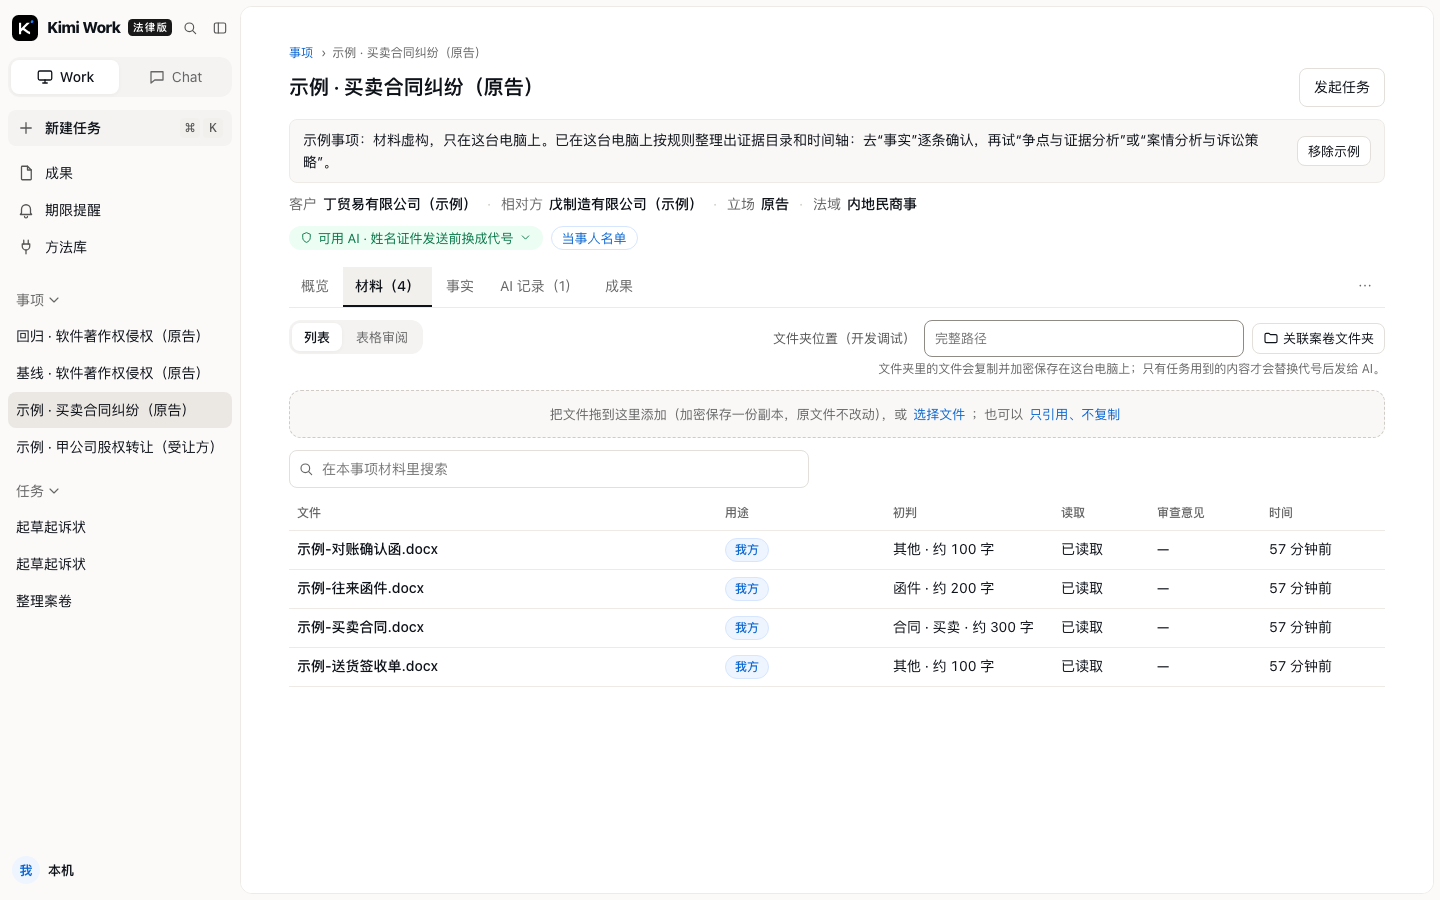 Kimi Work 法律版
Work
Chat
新建任务 ⌘ K
成果
期限提醒
方法库
事项
回归 · 软件著作权侵权（原告）
基线 · 软件著作权侵权（原告）
示例 · 买卖合同纠纷（原告）
示例 · 甲公司股权转让（受让方）
任务
起草起诉状
起草起诉状
整理案卷
我 本机
事项 › 示例 · 买卖合同纠纷（原告）
示例 · 买卖合同纠纷（原告）
发起任务
示例事项：材料虚构，只在这台电脑上。已在这台电脑上按规则整理出证据目录和时间轴：去“事实”逐条确认，再试“争点与证据分析”或“案情分析与诉讼策
略”。
移除示例
客户 丁贸易有限公司（示例） · 相对方 戊制造有限公司（示例） · 立场 原告 · 法域 内地民商事
可用 AI · 姓名证件发送前换成代号
当事人名单
概览 材料（4） 事实 AI 记录（1） 成果 ···
列表 表格审阅
文件夹位置（开发调试） 完整路径 关联案卷文件夹
文件夹里的文件会复制并加密保存在这台电脑上；只有任务用到的内容才会替换代号后发给 AI。
把文件拖到这里添加（加密保存一份副本，原文件不改动），或 选择文件 ；也可以 只引用、不复制
在本事项材料里搜索
文件 用途 初判 读取 审查意见 时间
示例-对账确认函.docx 我方 其他 · 约 100 字 已读取 — 57 分钟前
示例-往来函件.docx 我方 函件 · 约 200 字 已读取 — 57 分钟前
示例-买卖合同.docx 我方 合同 · 买卖 · 约 300 字 已读取 — 57 分钟前
示例-送货签收单.docx 我方 其他 · 约 100 字 已读取 — 57 分钟前